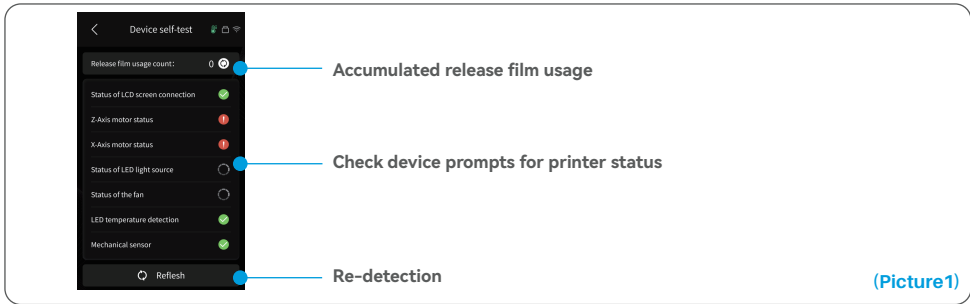 Device self-test
Release film usage count: 0
Accumulated release film usage
Status of LCD screen connection
Z-Axis motor status
X-Axis motor status
Status of LED light source
Check device prompts for printer status
Status of the fan
LED temperature detection
Mechanical sensor
Reflesh
Re-detection
(Picture1)